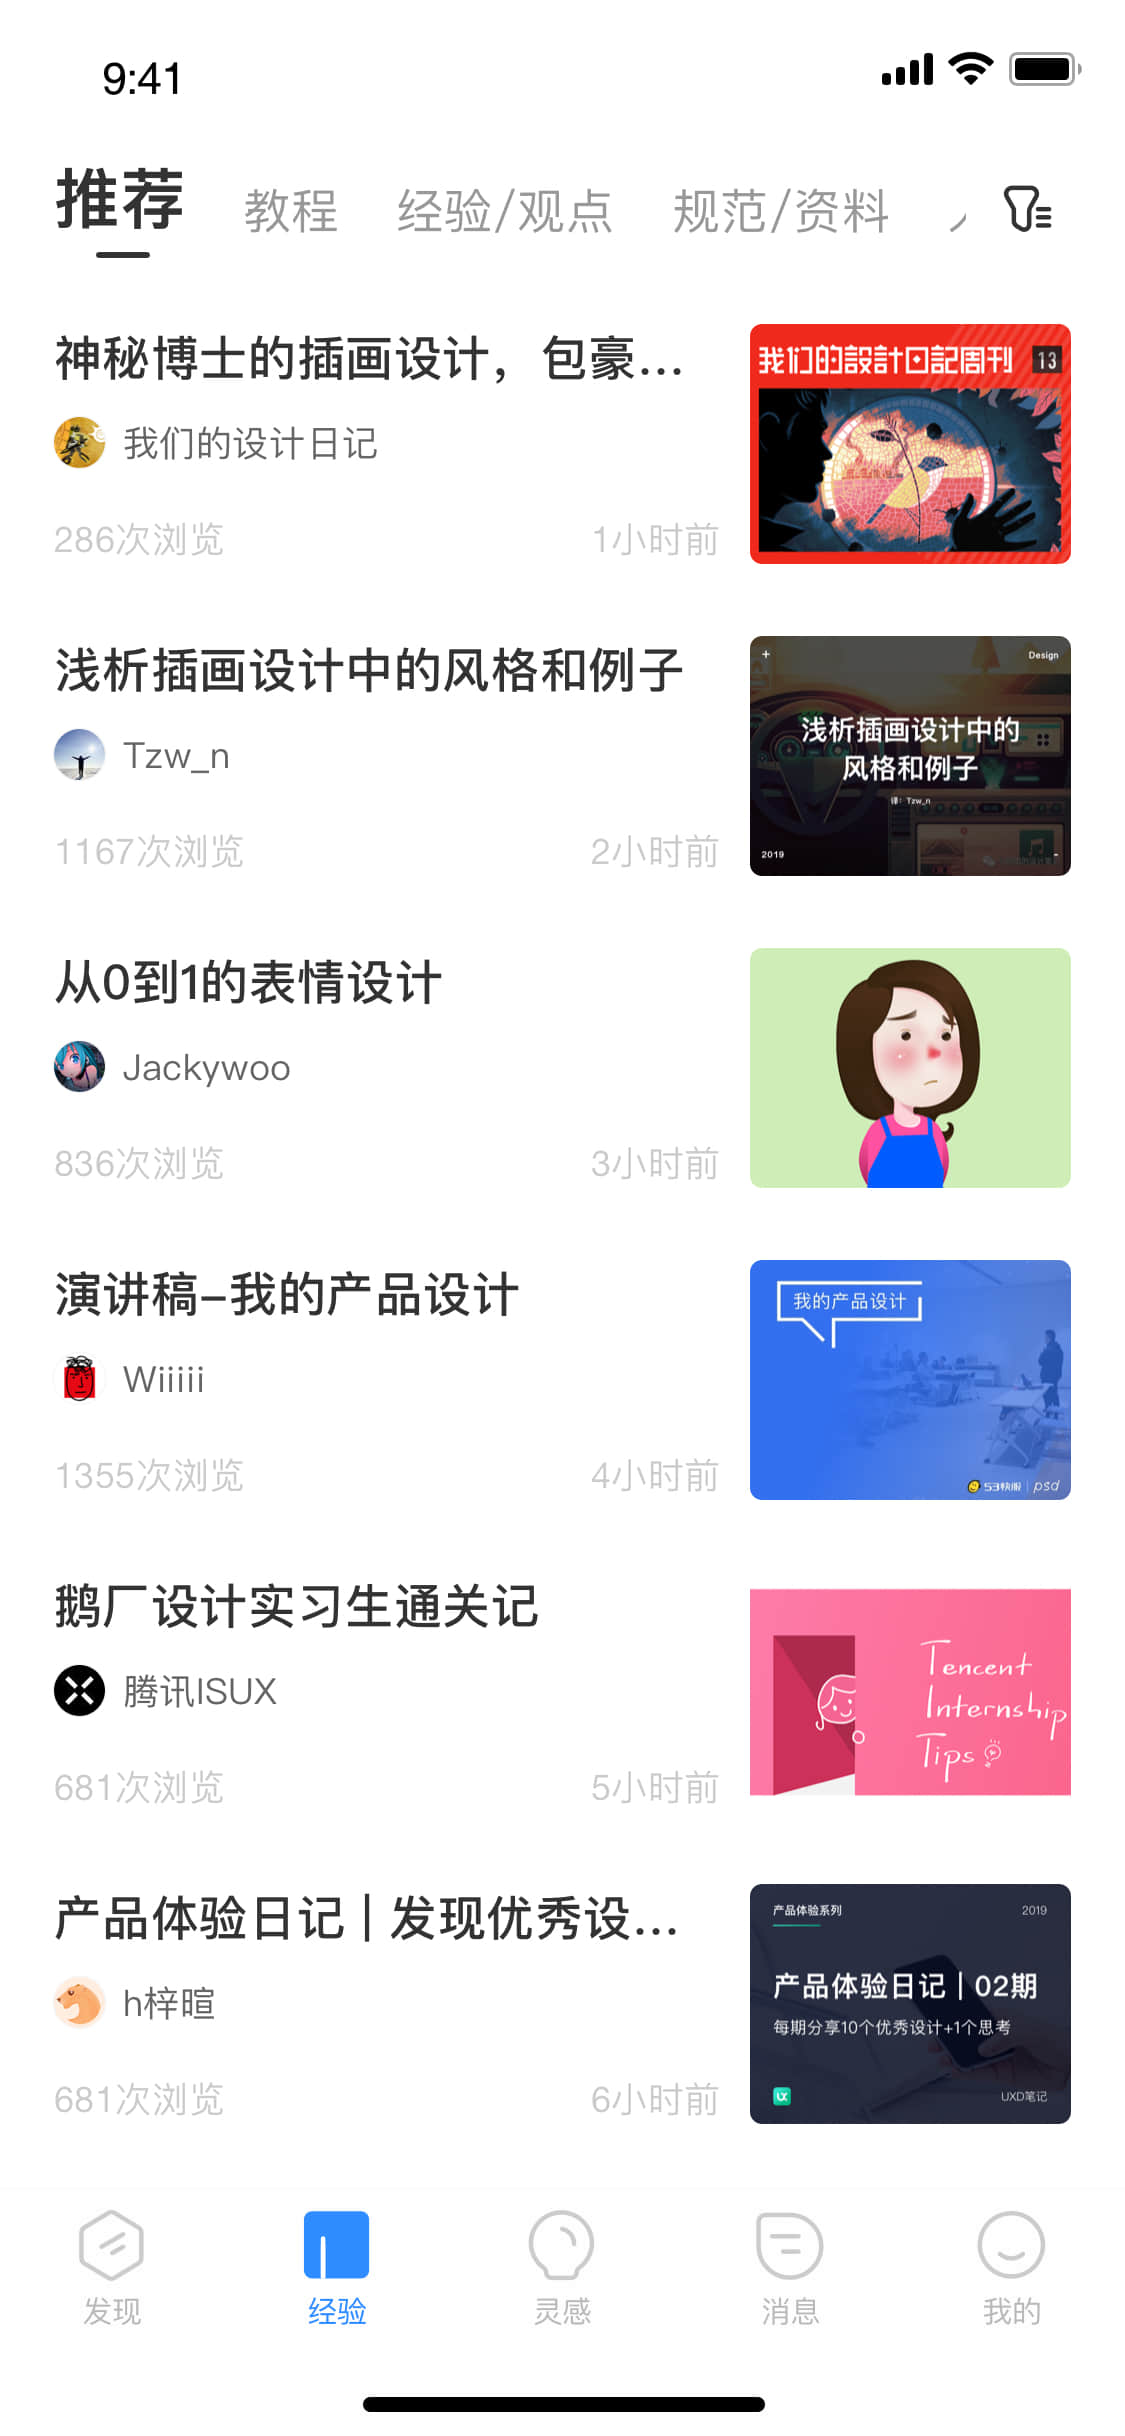 9:41
推荐
教程
经验/观点
规范/资料
神秘博士的插画设计，包豪...
我们的设计日记
286次浏览
1小时前
我们的設計日記周刊
13
浅析插画设计中的风格和例子
Tzw_n
1167次浏览
2小时前
Design
浅析插画设计中的
风格和例子
译：Tzw_n
2019
从0到1的表情设计
Jackywoo
836次浏览
3小时前
演讲稿-我的产品设计
Wiiiii
1355次浏览
4小时前
我的产品设计
53快服
psd
鹅厂设计实习生通关记
腾讯ISUX
681次浏览
5小时前
Tencent
Internship
Tips
产品体验日记 | 发现优秀设...
h梓暄
681次浏览
6小时前
产品体验系列
2019
产品体验日记 | 02期
每期分享10个优秀设计+1个思考
UXD笔记
发现
经验
灵感
消息
我的